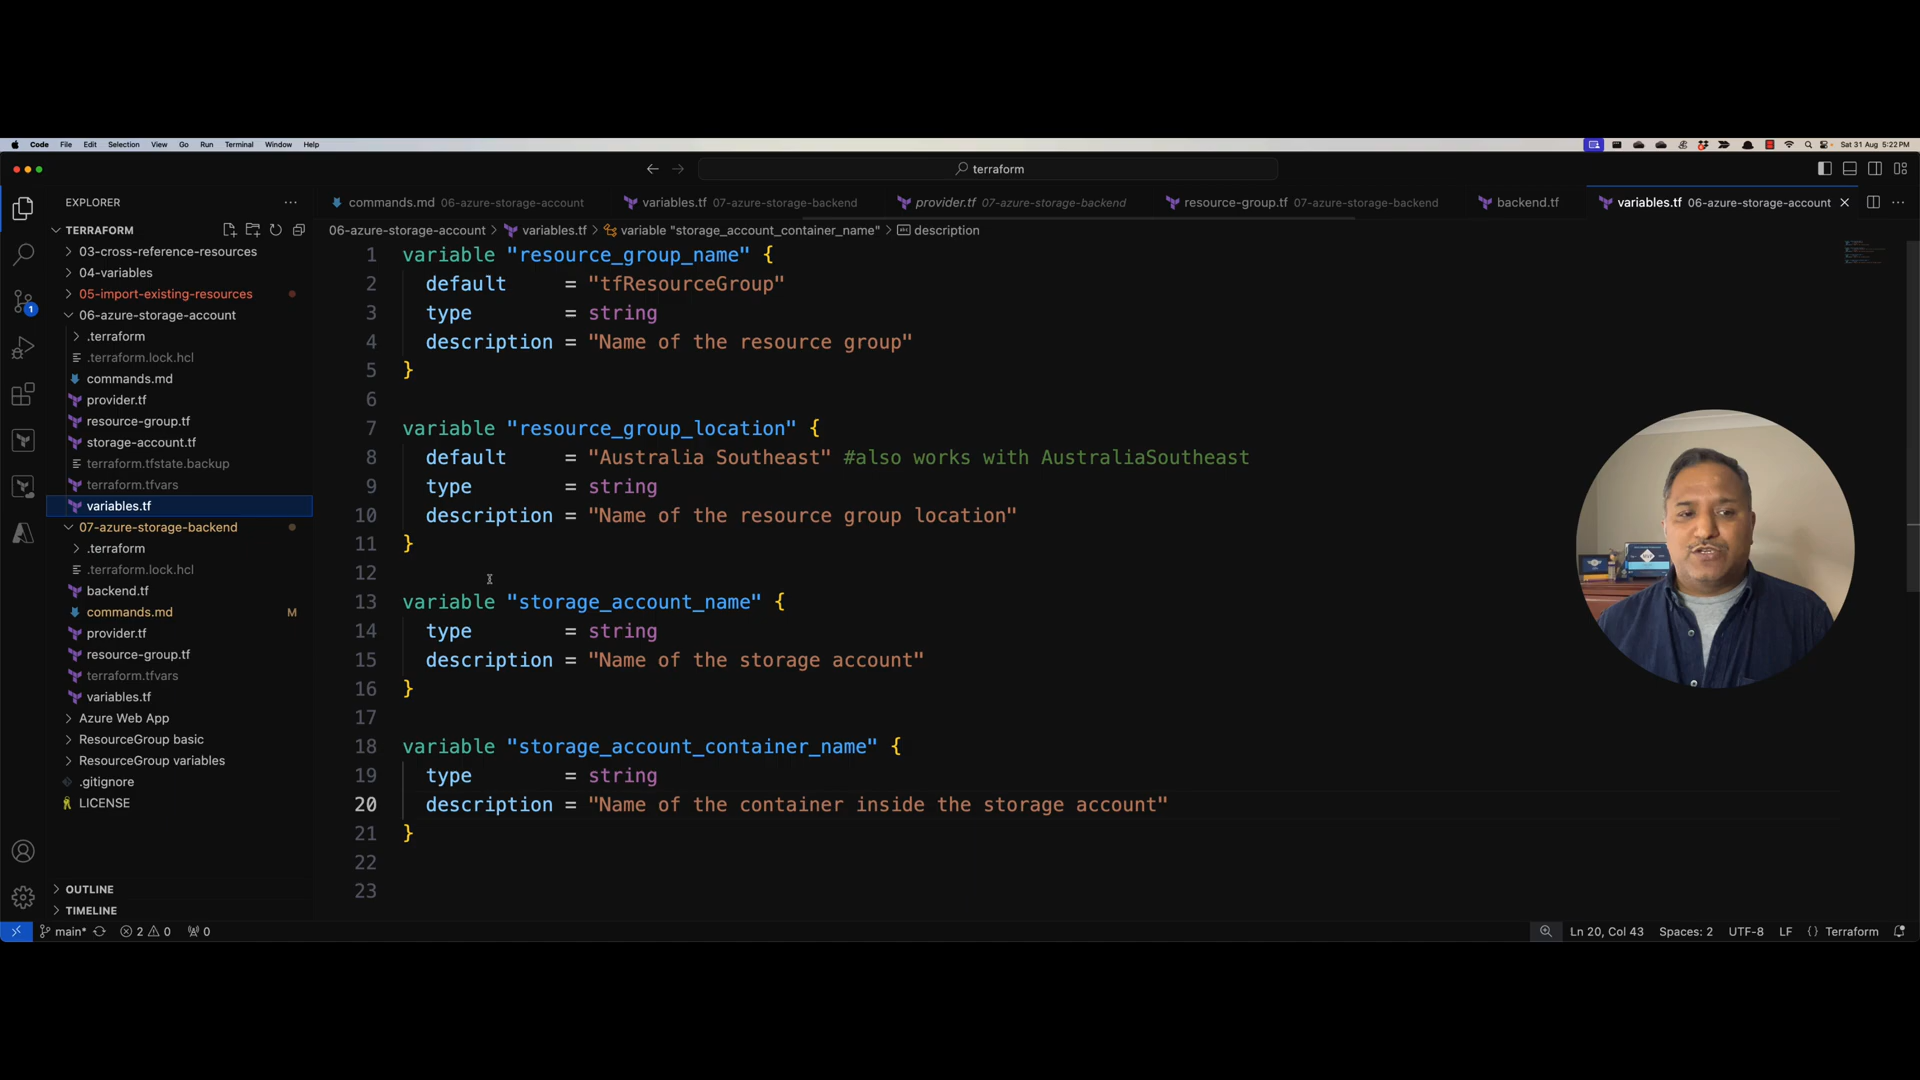 Code File Edit Selection View Go Run Terminal Window Help
Sat 31 Aug 5:22 PM
terraform
EXPLORER
commands.md 06-azure-storage-account
variables.tf 07-azure-storage-backend
provider.tf 07-azure-storage-backend
resource-group.tf 07-azure-storage-backend
backend.tf
variables.tf 06-azure-storage-account
TERRAFORM
03-cross-reference-resources
04-variables
05-import-existing-resources
06-azure-storage-account
.terraform
.terraform.lock.hcl
commands.md
provider.tf
resource-group.tf
storage-account.tf
terraform.tfstate.backup
terraform.tfvars
variables.tf
07-azure-storage-backend
.terraform
.terraform.lock.hcl
backend.tf
commands.md M
provider.tf
resource-group.tf
terraform.tfvars
variables.tf
Azure Web App
ResourceGroup basic
ResourceGroup variables
.gitignore
LICENSE
OUTLINE
TIMELINE
1
06-azure-storage-account > variables.tf > variable "storage_account_container_name" > abc description
1 variable "resource_group_name" {
2 default = "tfResourceGroup"
3 type = string
4 description = "Name of the resource group"
5 }
6
7 variable "resource_group_location" {
8 default = "Australia Southeast" #also works with AustraliaSoutheast
9 type = string
10 description = "Name of the resource group location"
11 }
12
13 variable "storage_account_name" {
14 type = string
15 description = "Name of the storage account"
16 }
17
18 variable "storage_account_container_name" {
19 type = string
20 description = "Name of the container inside the storage account"
21 }
22
23
main* 2 0 0
Ln 20, Col 43 Spaces: 2 UTF-8 LF {} Terraform